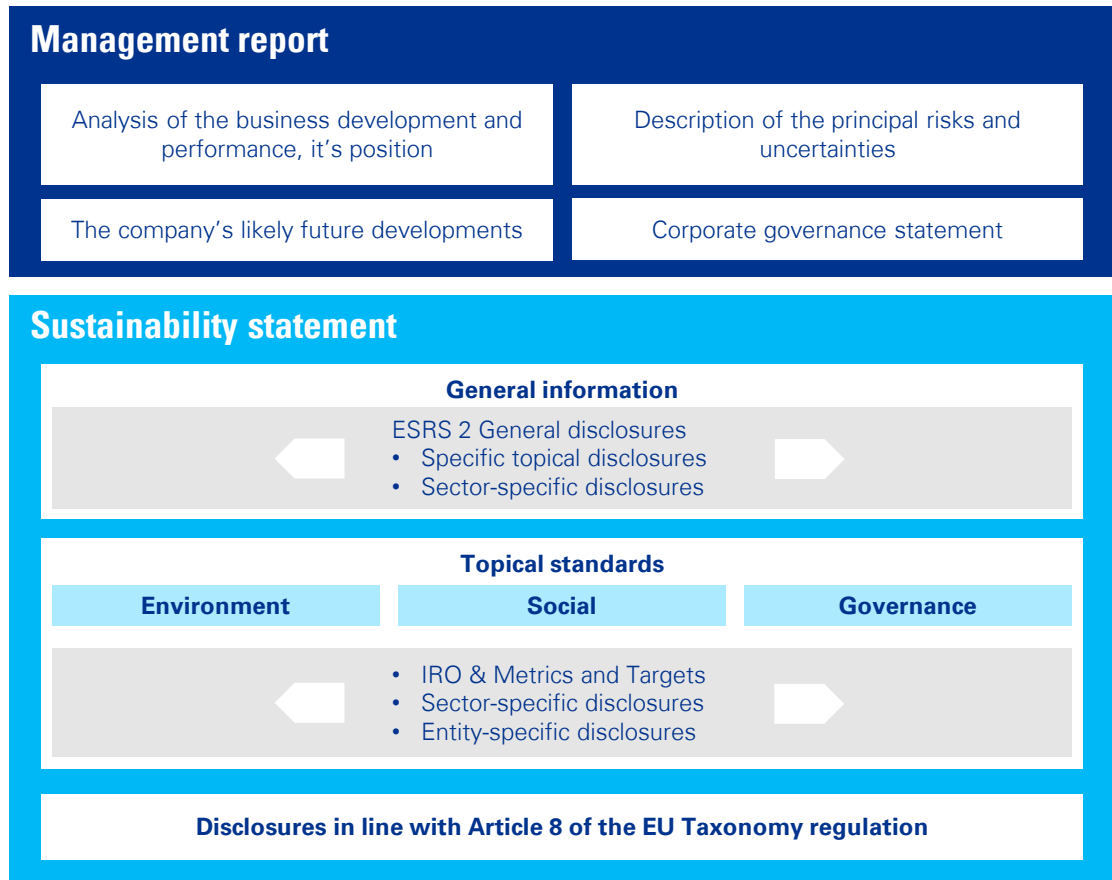 Management report
Analysis of the business development and
performance, it's position
Description of the principal risks and
uncertainties
The company's likely future developments
Corporate governance statement
Sustainability statement
General information
ESRS 2 General disclosures
• Specific topical disclosures
• Sector-specific disclosures
Topical standards
Environment
Social
Governance
• IRO & Metrics and Targets
• Sector-specific disclosures
• Entity-specific disclosures
Disclosures in line with Article 8 of the EU Taxonomy regulation